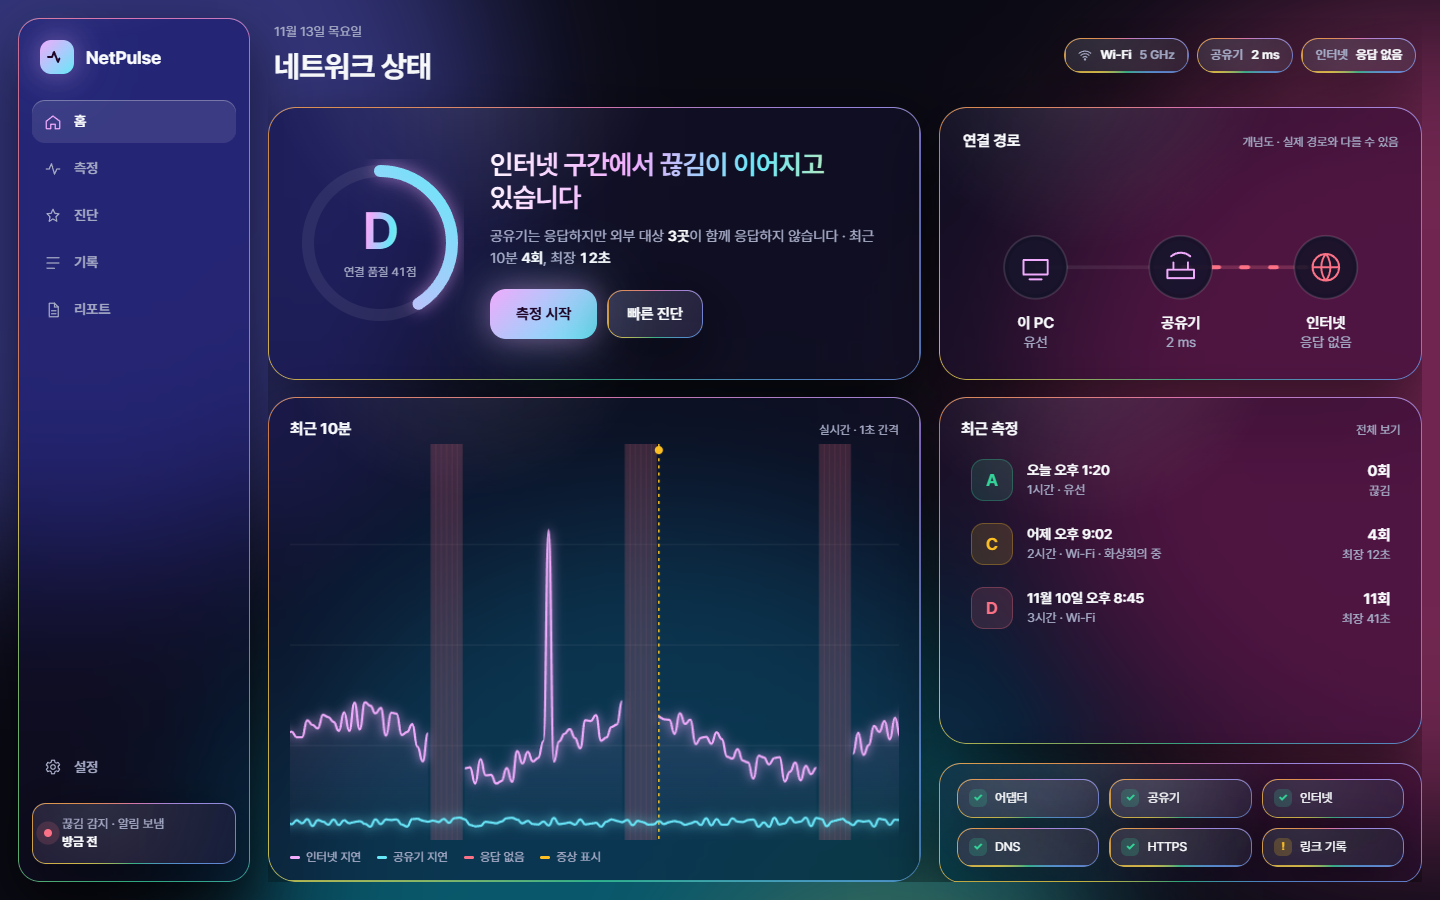 NetPulse
홈
측정
진단
기록
리포트
설정
끊김 감지 · 알림 보냄
방금 전
11월 13일 목요일
네트워크 상태
Wi-Fi 5 GHz
공유기 2 ms
인터넷 응답 없음
D
연결 품질 41점
인터넷 구간에서 끊김이 이어지고
있습니다
공유기는 응답하지만 외부 대상 3곳이 함께 응답하지 않습니다 · 최근
10분 4회, 최장 12초
측정 시작
빠른 진단
연결 경로
개념도 · 실제 경로와 다를 수 있음
이 PC
유선
공유기
2 ms
인터넷
응답 없음
최근 10분
실시간 · 1초 간격
인터넷 지연
공유기 지연
응답 없음
증상 표시
최근 측정
전체 보기
A
오늘 오후 1:20
1시간 · 유선
0회
끊김
C
어제 오후 9:02
2시간 · Wi-Fi · 화상회의 중
4회
최장 12초
D
11월 10일 오후 8:45
3시간 · Wi-Fi
11회
최장 41초
어댑터
공유기
인터넷
DNS
HTTPS
! 링크 기록